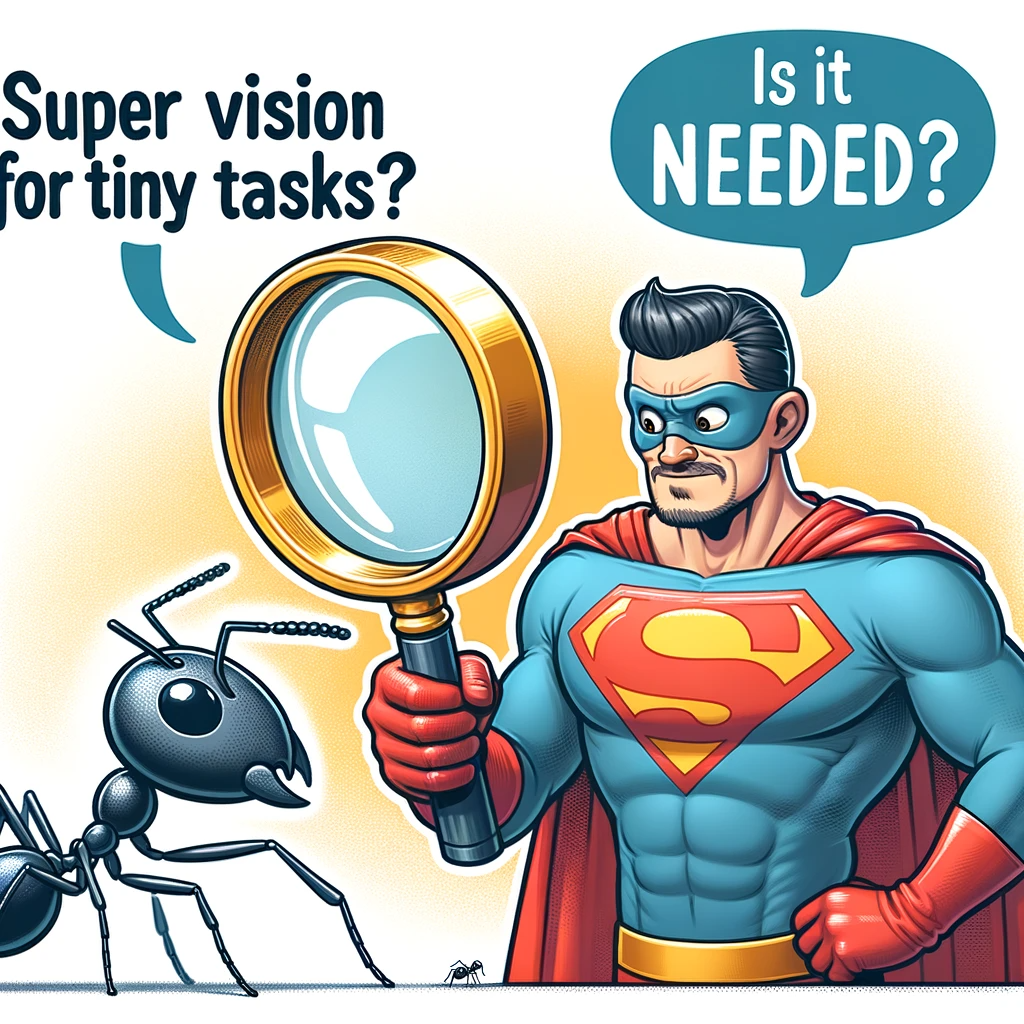 Super vision
for tiny tasks?
Is it
NEEDED?
S